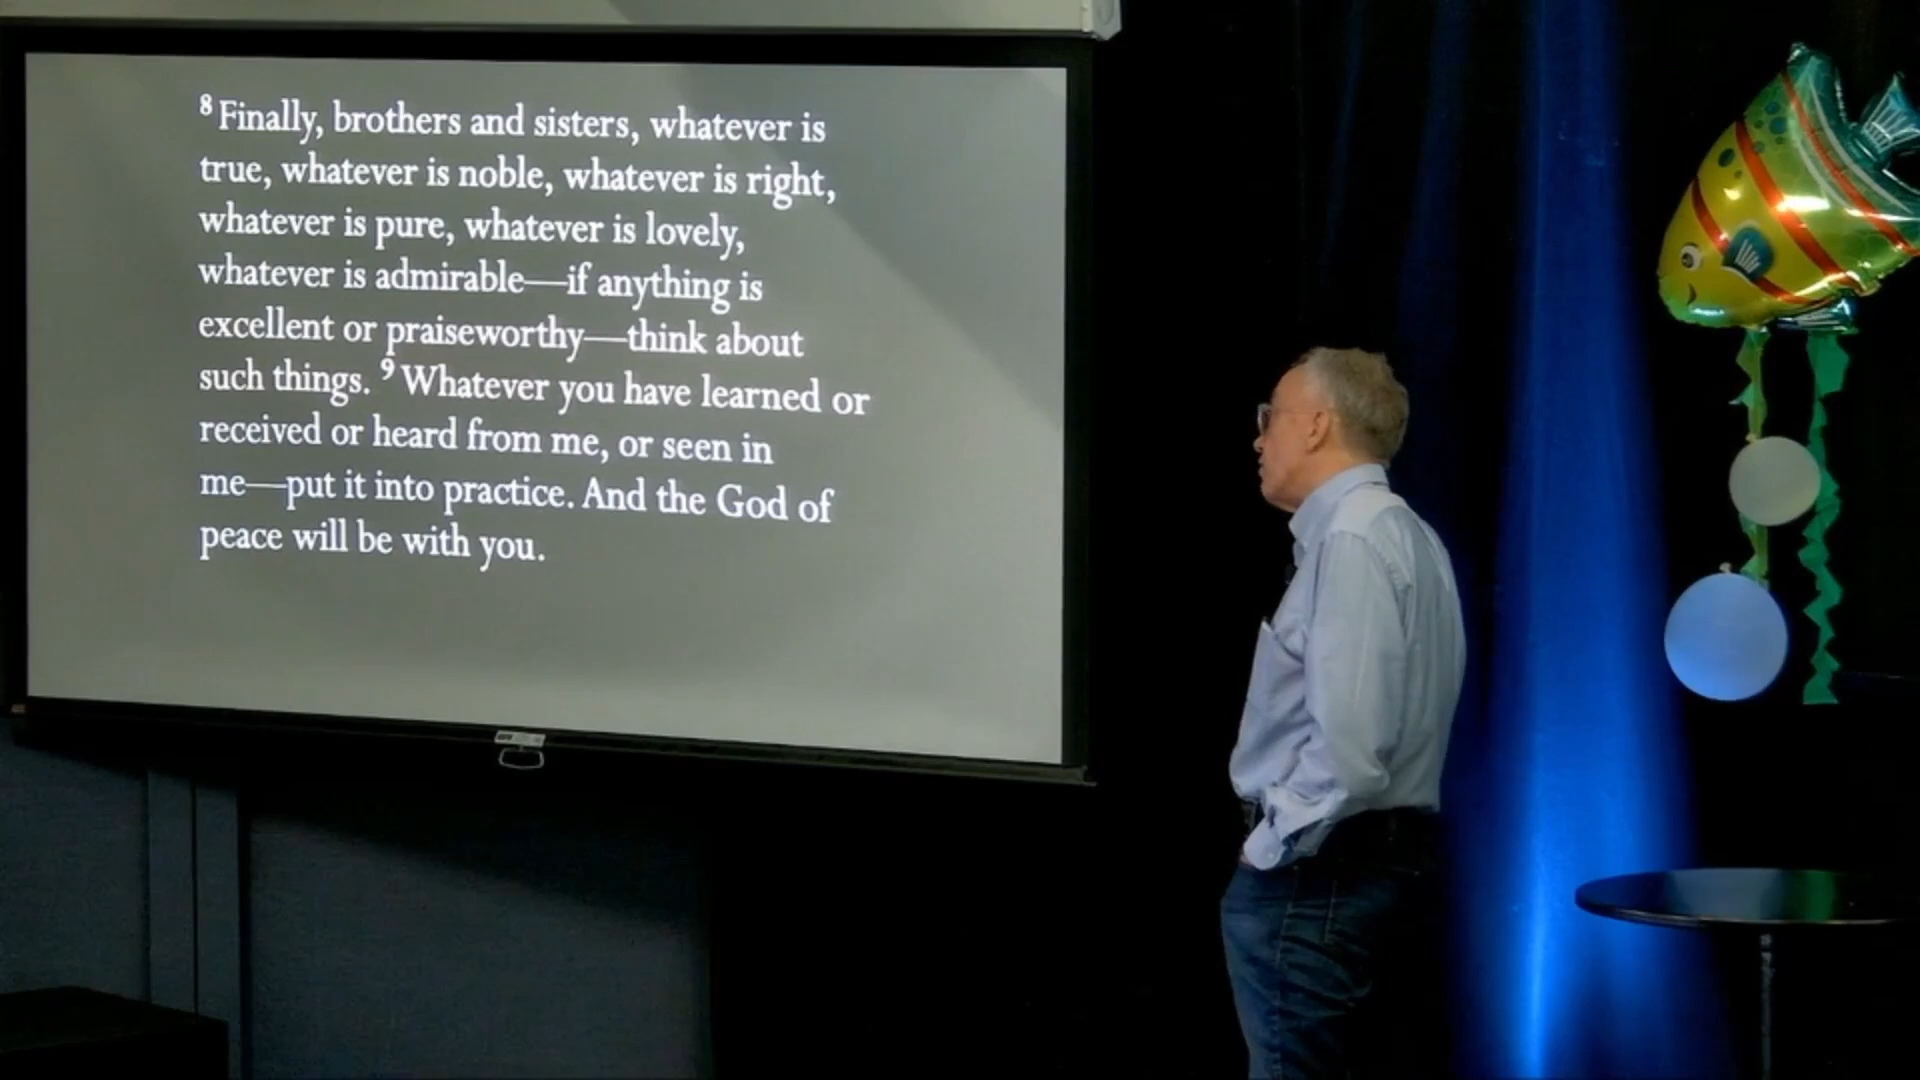 ⁸ Finally, brothers and sisters, whatever is
true, whatever is noble, whatever is right,
whatever is pure, whatever is lovely,
whatever is admirable—if anything is
excellent or praiseworthy—think about
such things. ⁹ Whatever you have learned or
received or heard from me, or seen in
me—put it into practice. And the God of
peace will be with you.